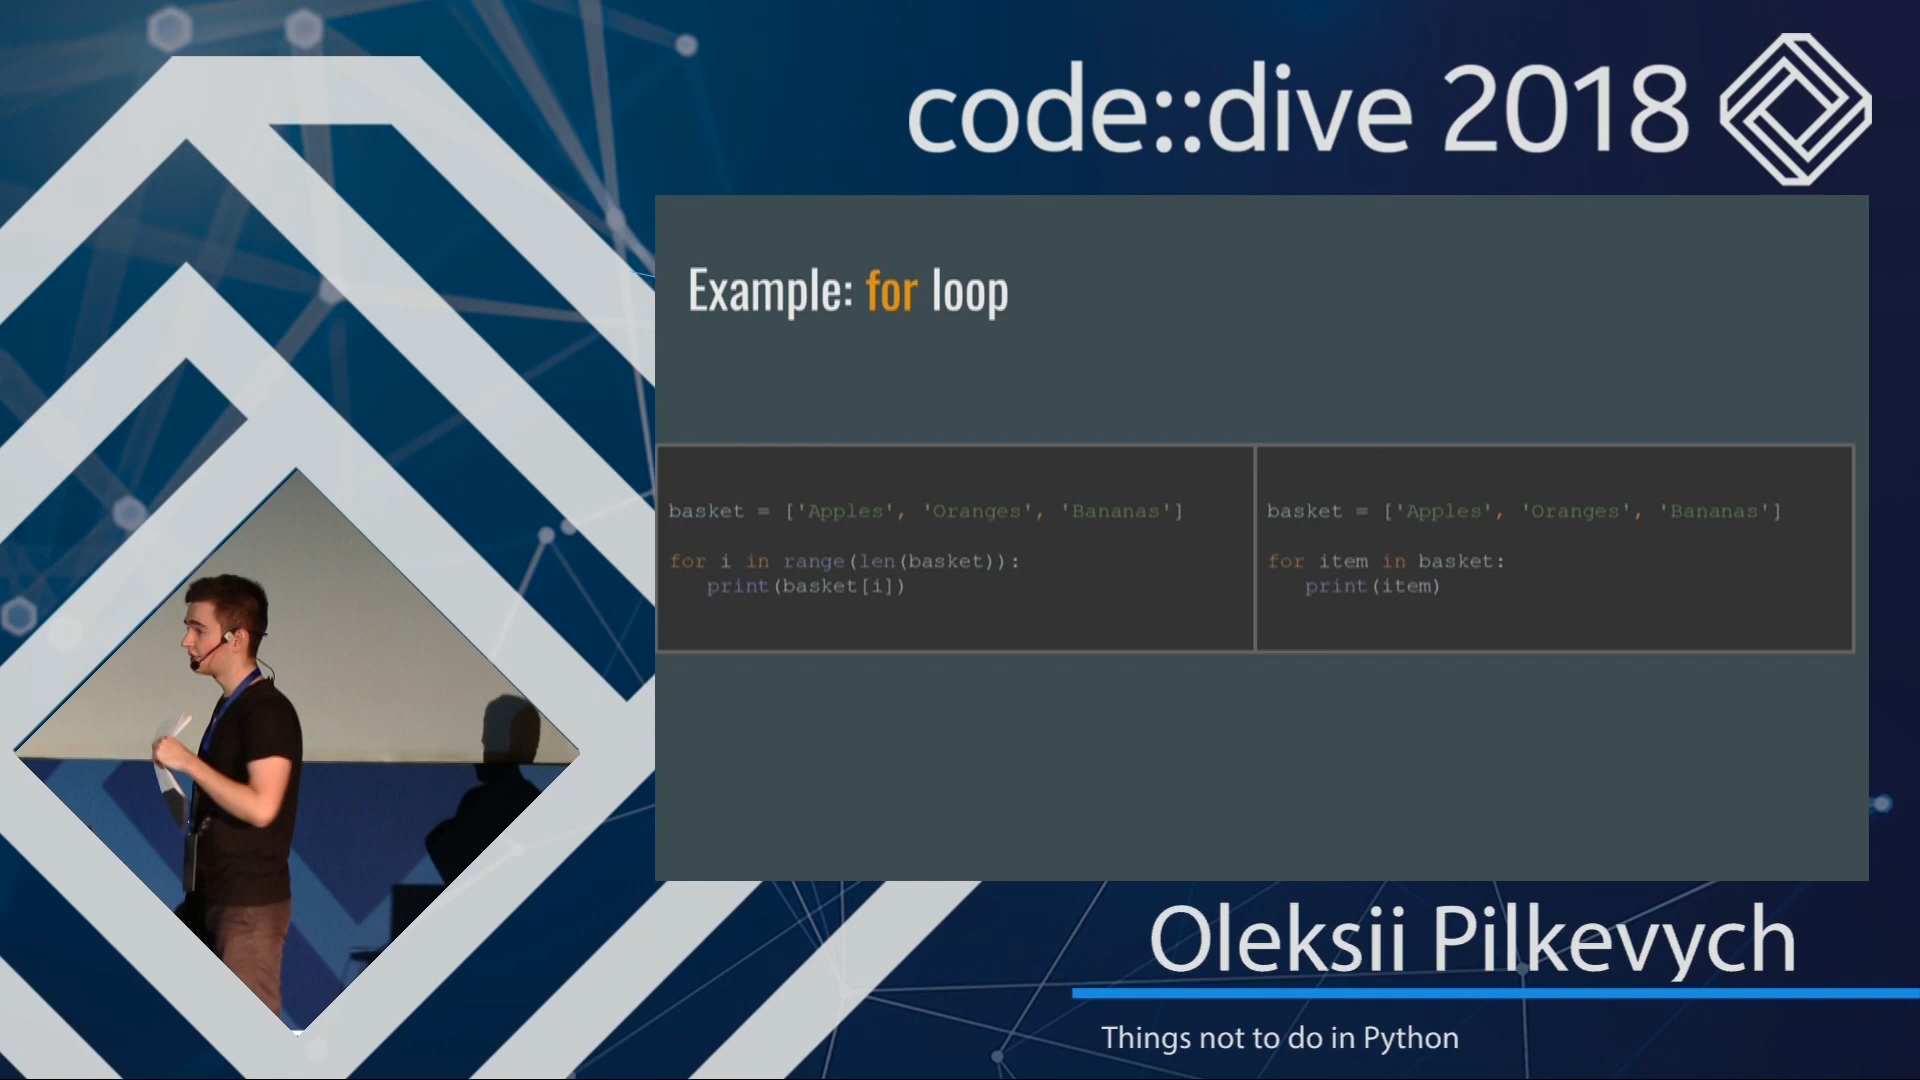 code::dive 2018
Example: for loop
basket = ['Apples', 'Oranges', 'Bananas']
for i in range(len(basket)):
   print(basket[i])
basket = ['Apples', 'Oranges', 'Bananas']
for item in basket:
   print(item)
Oleksii Pilkevych
Things not to do in Python